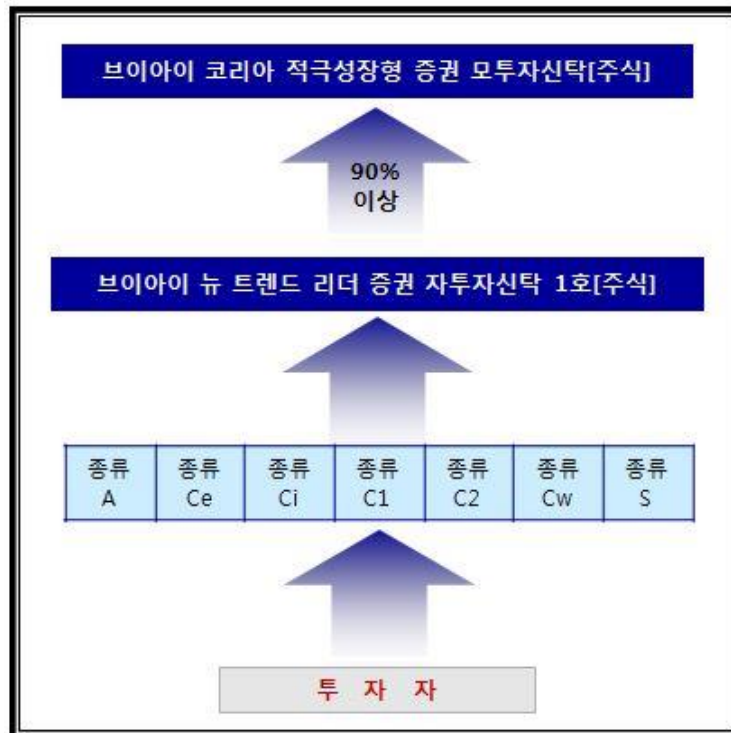 브이아이 코리아 적극성장형 증권 모투자신탁[주식]
90%
이상
브이아이 뉴 트렌드 리더 증권 자투자신탁 1호[주식]
종류 종류 종류 종류 종류 종류 종류
A Ce Ci C1 C2 Cw S
투 자 자